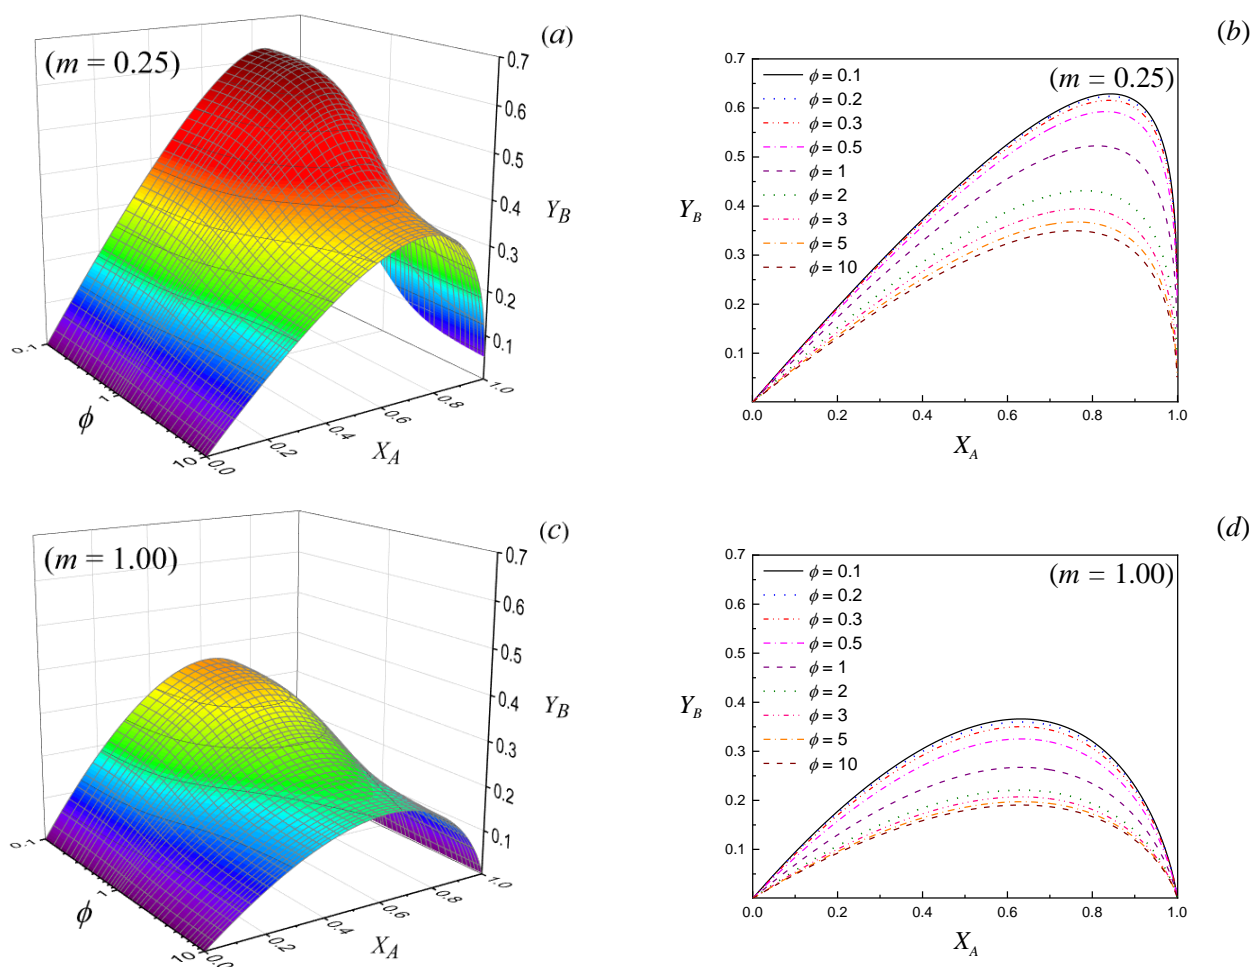 (a)
(m = 0.25)
0.7
0.6
0.5
0.4
0.3
0.2
0.1
Y_B
0.1
1
10
ϕ
0.0
0.2
0.4
0.6
0.8
1.0
X_A
(b)
(m = 0.25)
ϕ = 0.1
ϕ = 0.2
ϕ = 0.3
ϕ = 0.5
ϕ = 1
ϕ = 2
ϕ = 3
ϕ = 5
ϕ = 10
0.7
0.6
0.5
0.4
0.3
0.2
0.1
Y_B
0.0 0.2 0.4 0.6 0.8 1.0
X_A
(c)
(m = 1.00)
0.7
0.6
0.5
0.4
0.3
0.2
0.1
Y_B
0.1
1
10
ϕ
0.0
0.2
0.4
0.6
0.8
1.0
X_A
(d)
(m = 1.00)
ϕ = 0.1
ϕ = 0.2
ϕ = 0.3
ϕ = 0.5
ϕ = 1
ϕ = 2
ϕ = 3
ϕ = 5
ϕ = 10
0.7
0.6
0.5
0.4
0.3
0.2
0.1
Y_B
0.0 0.2 0.4 0.6 0.8 1.0
X_A